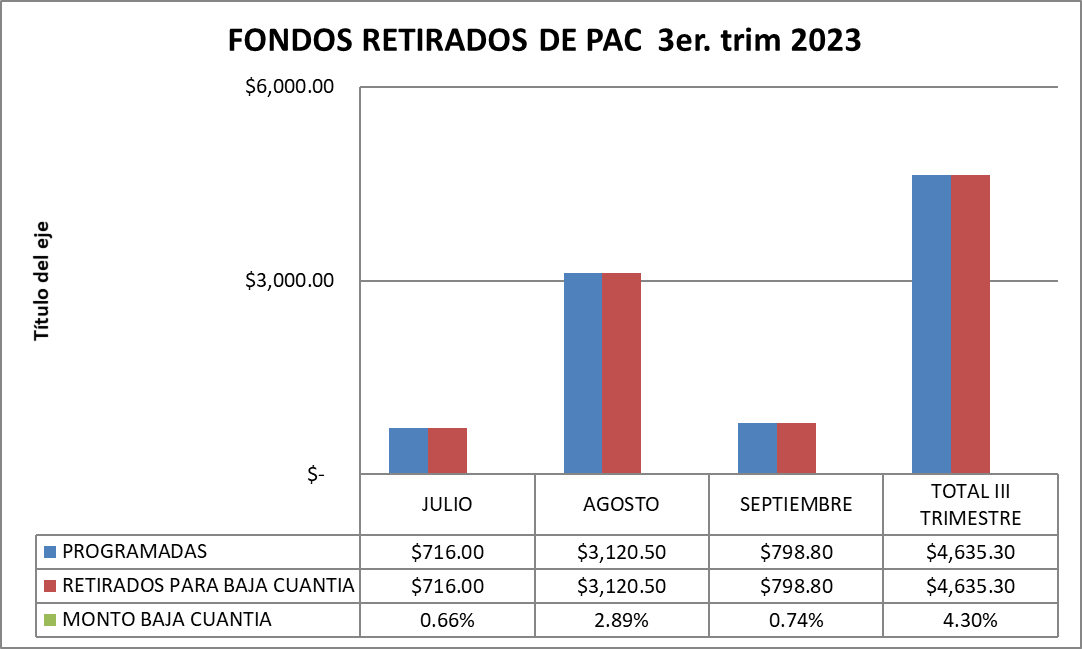 FONDOS RETIRADOS DE PAC  3er. trim 2023
$6,000.00
$3,000.00
$-
Título del eje
JULIO AGOSTO SEPTIEMBRE TOTAL III
TRIMESTRE
PROGRAMADAS $716.00 $3,120.50 $798.80 $4,635.30
RETIRADOS PARA BAJA CUANTIA $716.00 $3,120.50 $798.80 $4,635.30
MONTO BAJA CUANTIA 0.66% 2.89% 0.74% 4.30%